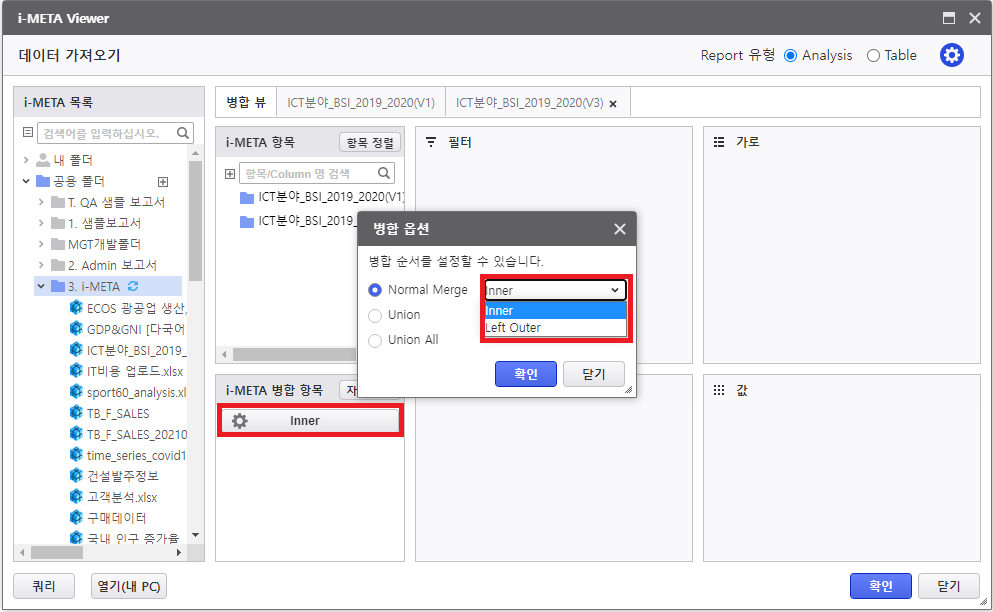 i-META Viewer
데이터 가져오기
Report 유형 Analysis Table
i-META 목록
검색어를 입력하십시오.
내 폴더
공용 폴더
T. QA 샘플 보고서
1. 샘플보고서
MGT개발폴더
2. Admin 보고서
3. i-META
ECOS 광공업 생산,
GDP&GNI [다국어
ICT분야_BSI_2019_
IT비용 업로드.xlsx
sport60_analysis.xl
TB_F_SALES
TB_F_SALES_20210
time_series_covid1
건설발주정보
고객분석.xlsx
구매데이터
국내 인구 증가율
병합 뷰 ICT분야_BSI_2019_2020(V1) ICT분야_BSI_2019_2020(V3)
i-META 항목 항목 정렬
항목/Column 명 검색
ICT분야_BSI_2019_2020(V1)
ICT분야_BSI_2019_
필터
가로
병합 옵션
병합 순서를 설정할 수 있습니다.
Normal Merge Inner
Inner
Left Outer
Union
Union All
확인 닫기
i-META 병합 항목 자
Inner
값
쿼리 열기(내 PC) 확인 닫기